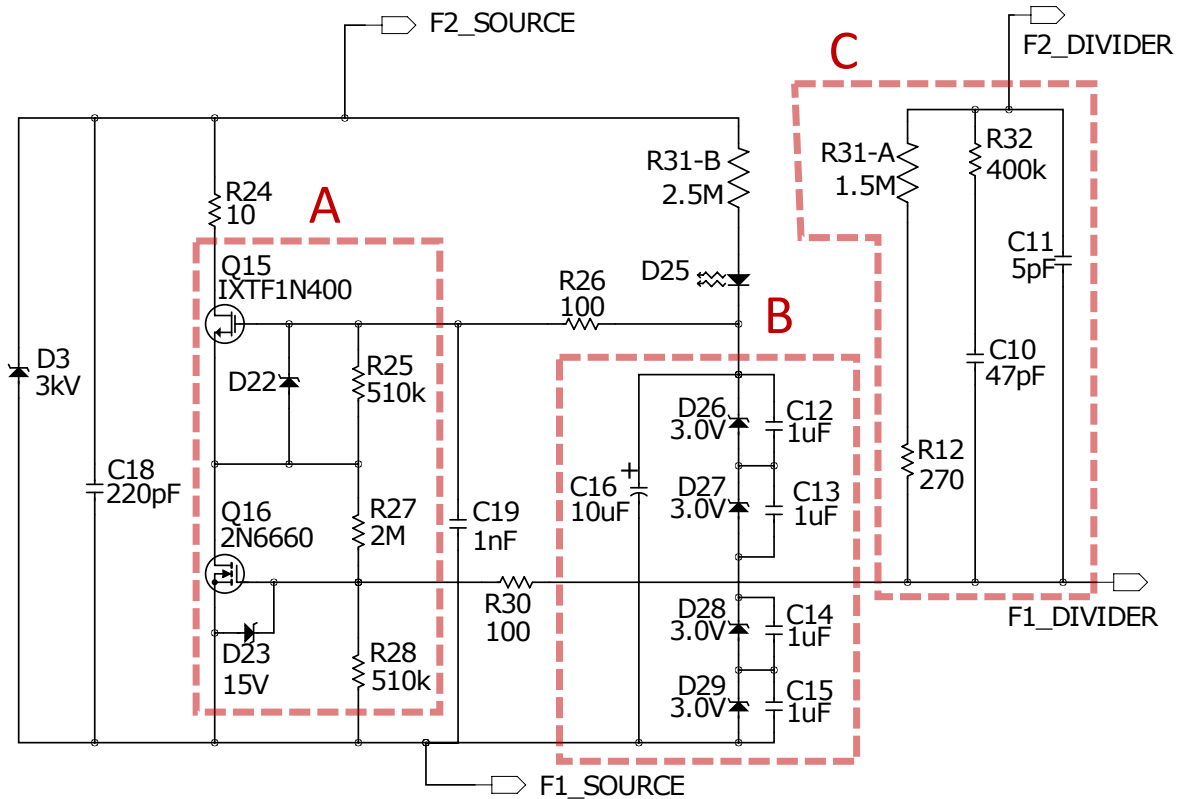 F2_SOURCE
F2_DIVIDER
C
R31-B
2.5M
R31-A
1.5M
R32
400k
R24
10
A
C11
5pF
Q15
IXTF1N400
D25
R26
100
B
D3
3kV
D22
R25
510k
C10
47pF
D26
3.0V
C12
1uF
R12
270
C18
220pF
C16
10uF
+
D27
3.0V
C13
1uF
Q16
2N6660
R27
2M
C19
1nF
R30
100
F1_DIVIDER
D28
3.0V
C14
1uF
D23
15V
R28
510k
D29
3.0V
C15
1uF
F1_SOURCE